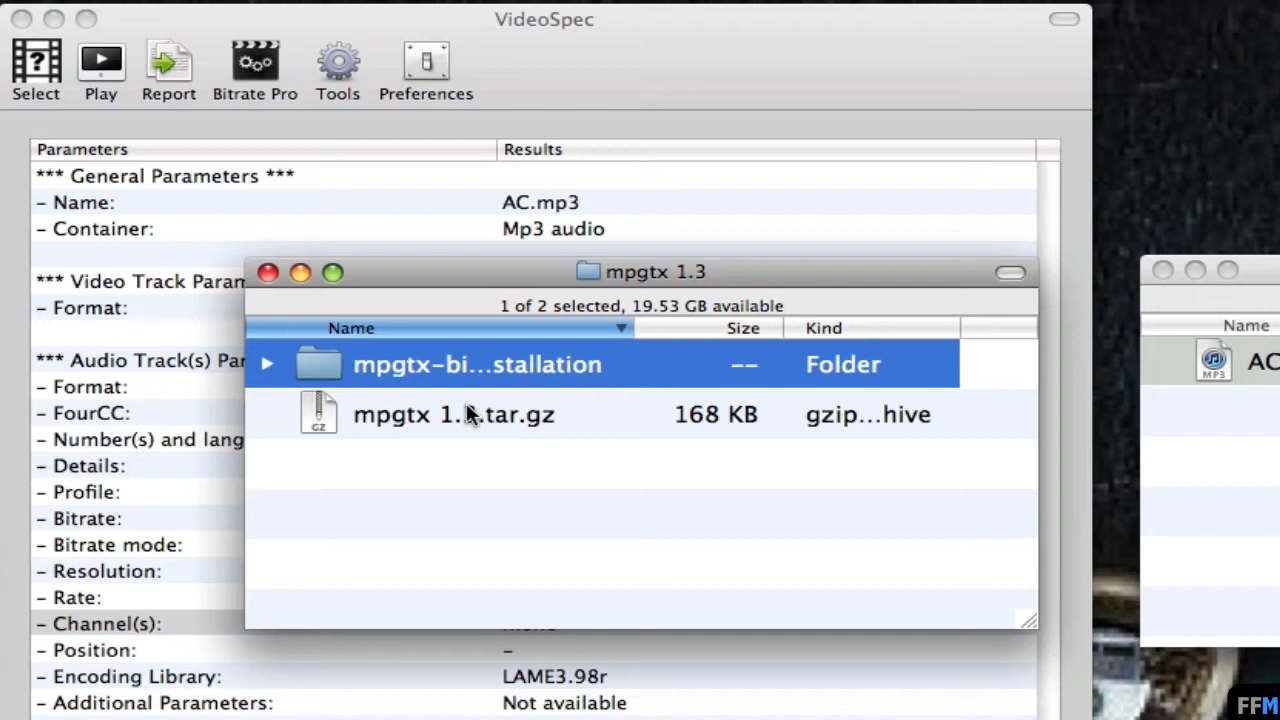 VideoSpec
Select Play Report Bitrate Pro Tools Preferences
Parameters Results
*** General Parameters ***
- Name: AC.mp3
- Container: Mp3 audio
*** Video Track Param
- Format:
*** Audio Track(s) Par
- Format:
- FourCC:
- Number(s) and lang
- Details:
- Profile:
- Bitrate:
- Bitrate mode:
- Resolution:
- Rate:
- Channel(s):
- Position: -
- Encoding Library: LAME3.98r
- Additional Parameters: Not available
mpgtx 1.3
1 of 2 selected, 19.53 GB available
Name Size Kind
mpgtx-bi...stallation -- Folder
mpgtx 1...tar.gz 168 KB gzip...hive
GZ
Name
AC
MP3
FFM